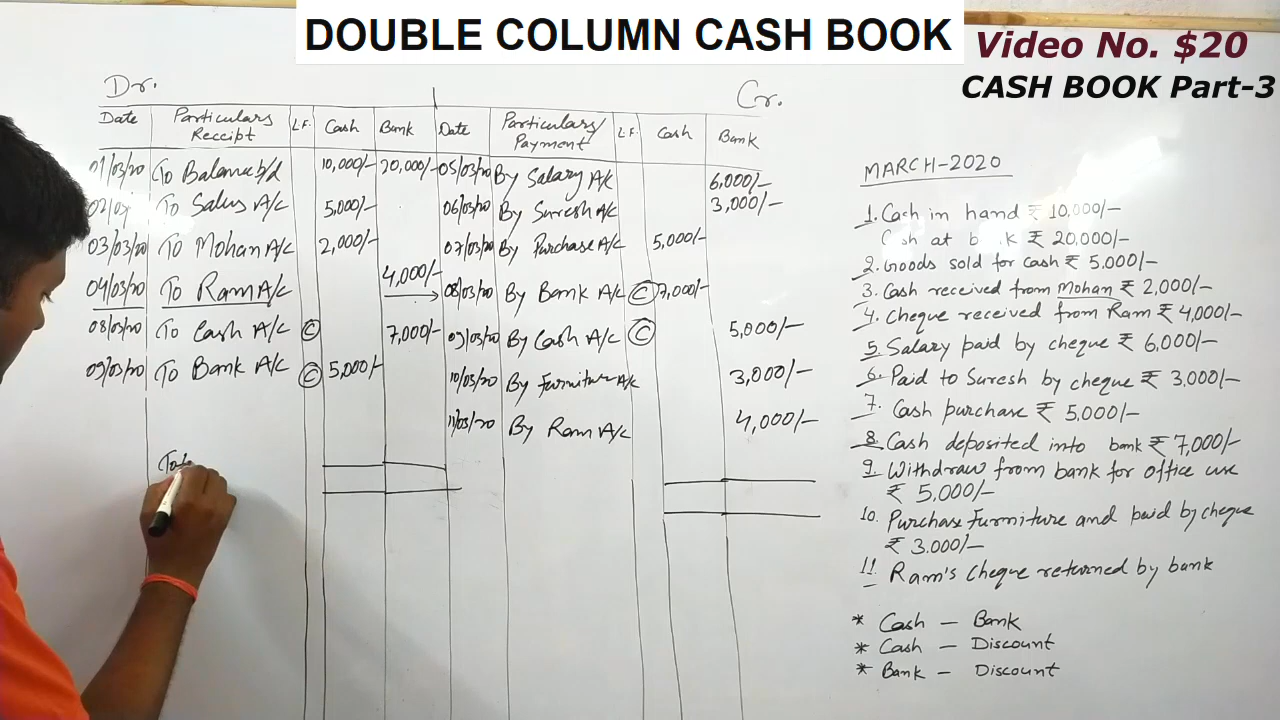 DOUBLE COLUMN CASH BOOK
Video No. $20
CASH BOOK Part-3
Dr. Cr.
Date Particulars Receipt L.F. Cash Bank Date Particulars/ Payment L.F. Cash Bank
01/03/20 To Balance b/d 10,000/- 20,000/- 05/03/20 By Salary A/c 6,000/-
02/03 To Sales A/c 5,000/- 06/03/20 By Suresh A/c 3,000/-
03/03/20 To Mohan A/c 2,000/- 07/03/20 By Purchase A/c 5,000/-
04/03/20 To Ram A/c 4,000/- 08/03/20 By Bank A/c C 7,000/-
08/03/20 To Cash A/c C 7,000/- 09/03/20 By Cash A/c C 5,000/-
09/03/20 To Bank A/c C 5,000/- 10/03/20 By Furniture A/c 3,000/-
11/03/20 By Ram A/c 4,000/-
MARCH-2020
1. Cash in hand ₹ 10,000/-
₹ 20,000/-
2. Goods sold for cash ₹ 5,000/-
3. Cash received from Mohan ₹ 2,000/-
4. Cheque received from Ram ₹ 4,000/-
5. Salary paid by cheque ₹ 6,000/-
6. Paid to Suresh by cheque ₹ 3,000/-
7. Cash purchase ₹ 5,000/-
8. Cash deposited into bank ₹ 7,000/-
9. Withdraw from bank for office use
₹ 5,000/-
10. Purchase Furniture and paid by cheque
₹ 3.000/-
11. Ram's Cheque returned by bank
* Cash – Bank
* Cash – Discount
* Bank – Discount